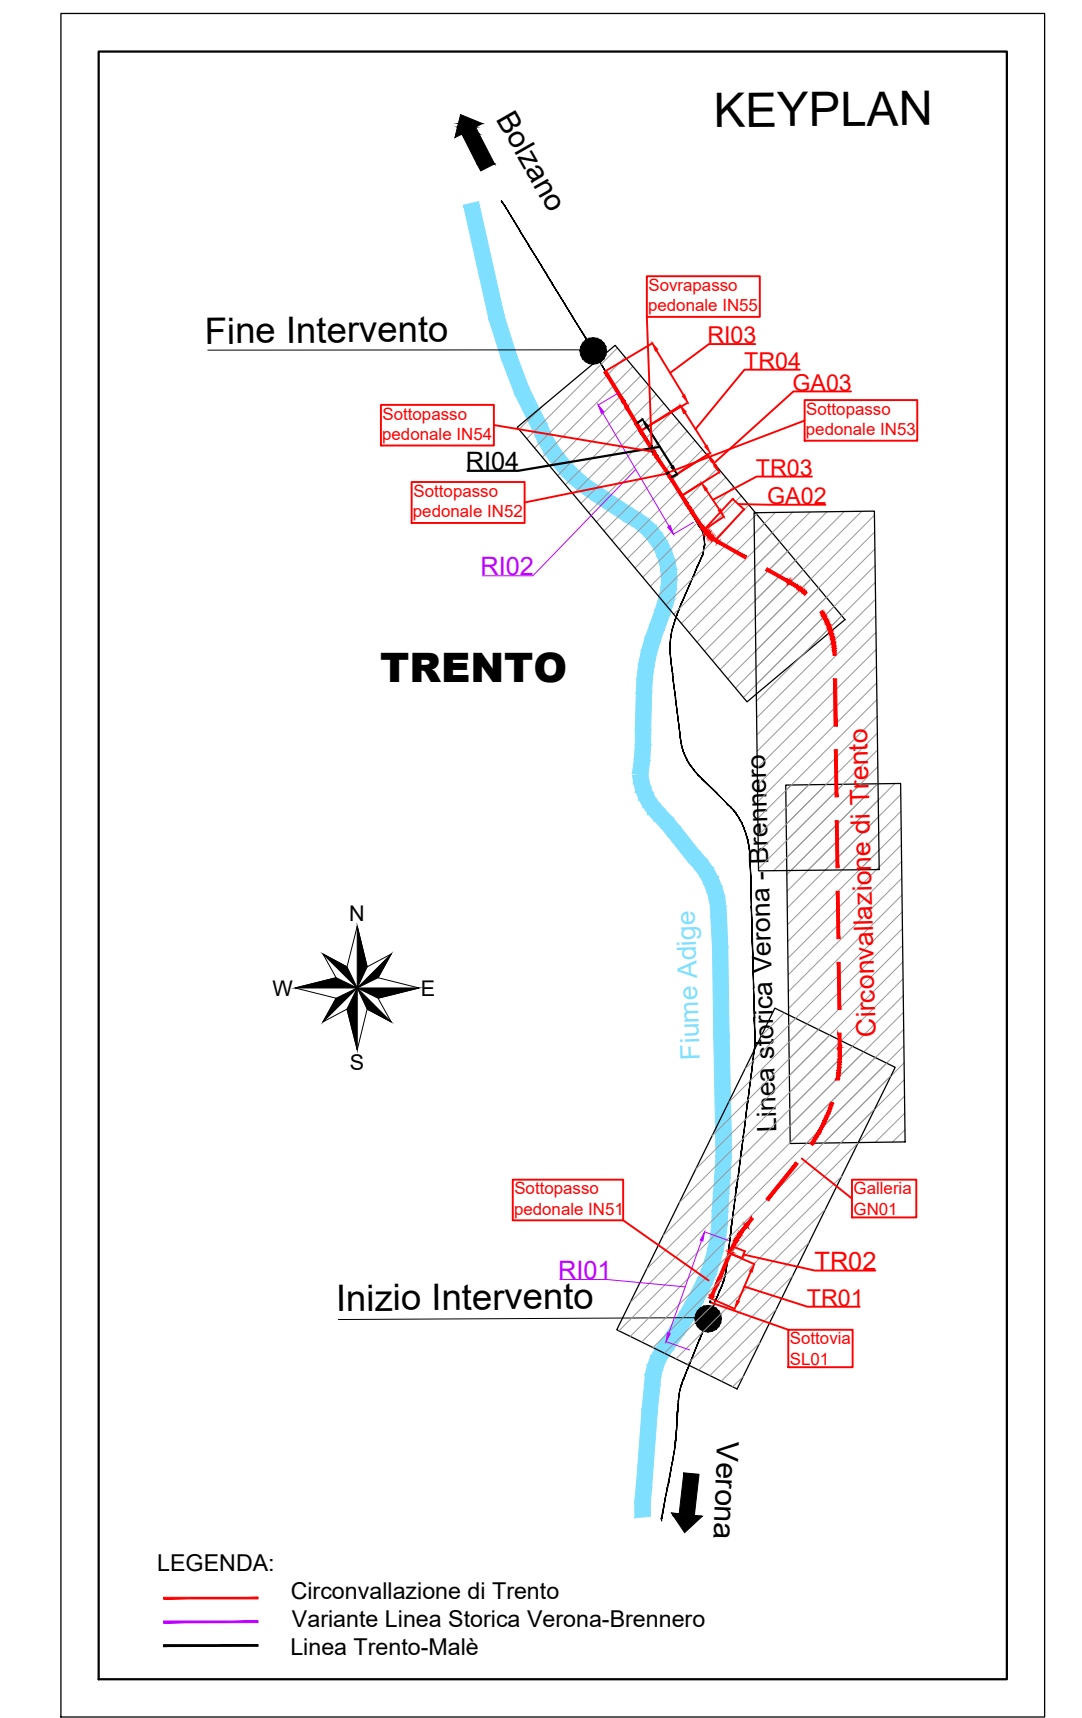 KEYPLAN
Bolzano
Sovrapasso
pedonale IN55
Fine Intervento
RI03
TR04
GA03
Sottopasso
pedonale IN54
Sottopasso
pedonale IN53
RI04
TR03
Sottopasso
pedonale IN52
GA02
RI02
TRENTO
Linea storica Verona - Brennero
Circonvallazione di Trento
Fiume Adige
N
W
E
S
Sottopasso
pedonale IN51
Galleria
GN01
RI01
TR02
Inizio Intervento
TR01
Sottovia
SL01
Verona
LEGENDA:
Circonvallazione di Trento
Variante Linea Storica Verona-Brennero
Linea Trento-Malè